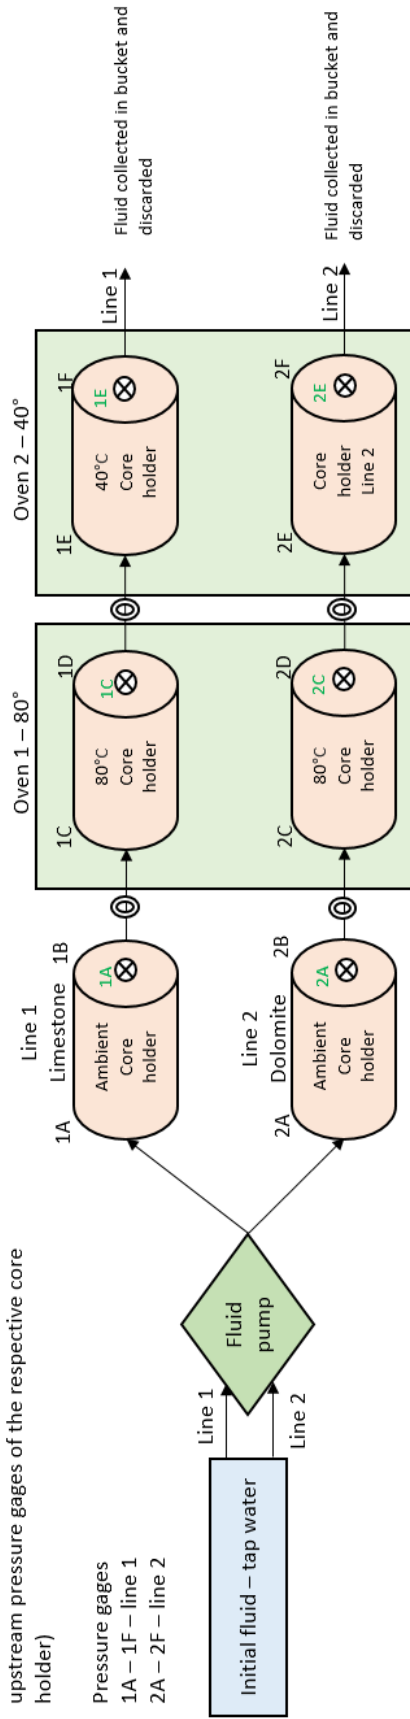 upstream pressure gages of the respective core
holder)
Pressure gages
1A – 1F – line 1
2A – 2F – line 2
Initial fluid – tap water
Line 1
Line 2
Fluid
pump
Line 1
Limestone
1A
1B
Ambient
Core
holder
1A
Line 2
Dolomite
2A
2B
Ambient
Core
holder
2A
Oven 1 – 80°
1C
1D
80°C
Core
holder
1C
2C
2D
80°C
Core
holder
2C
Oven 2 – 40°
1E
1F
40°C
Core
holder
1E
2E
2F
Core
holder
Line 2
2E
Line 1
Fluid collected in bucket and
discarded
Line 2
Fluid collected in bucket and
discarded